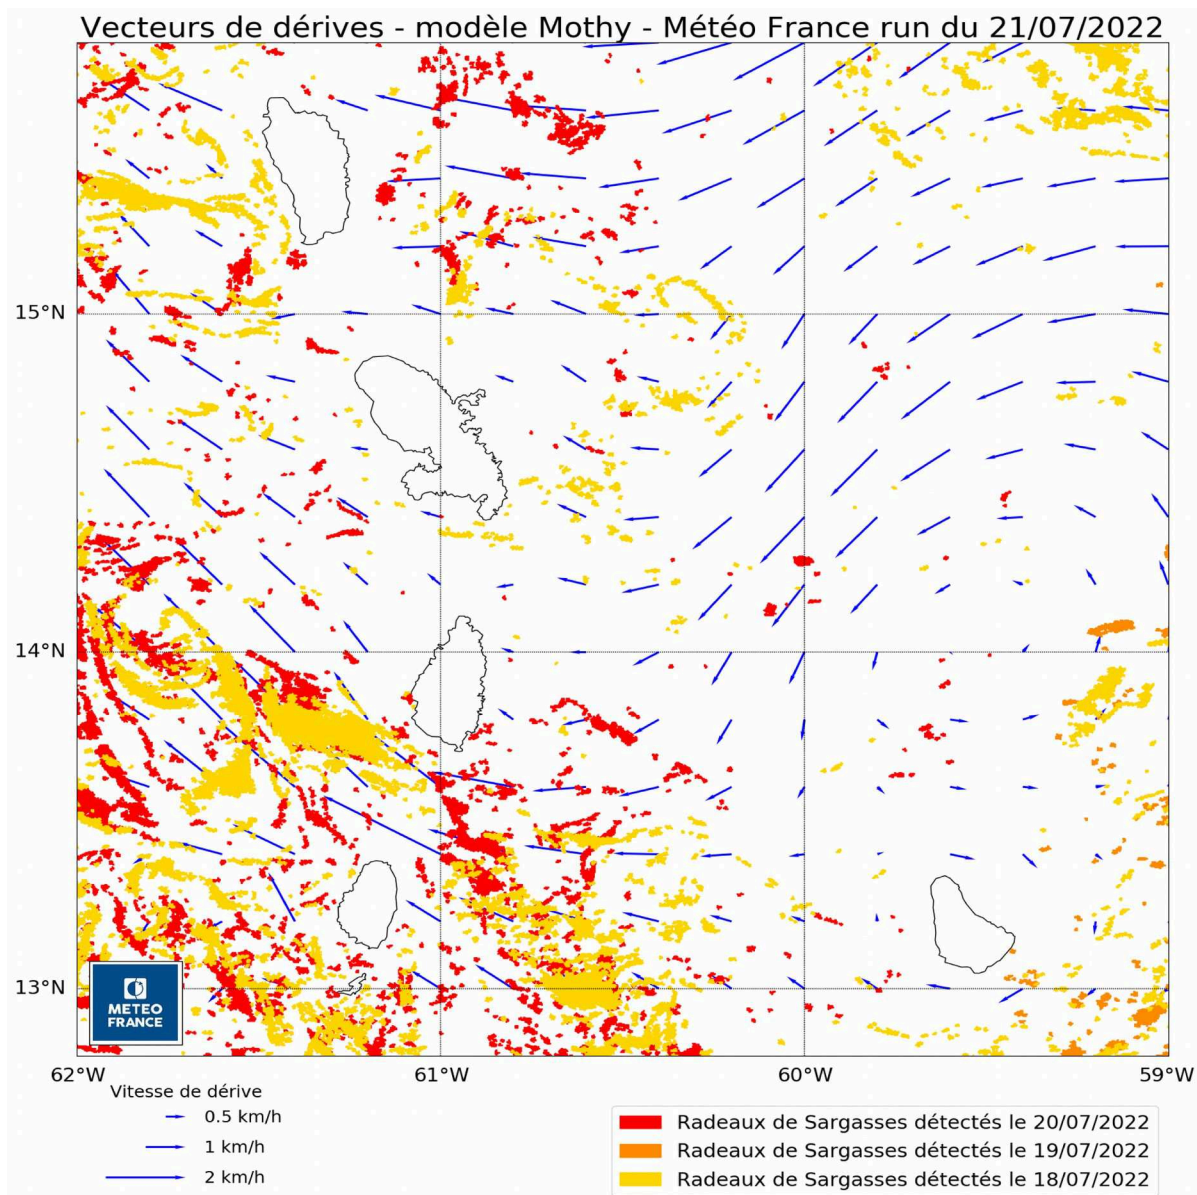 Vecteurs de dérives - modèle Mothy - Météo France run du 21/07/2022
15°N
14°N
13°N
METEO
FRANCE
62°W
61°W
60°W
59°W
Vitesse de dérive
0.5 km/h
1 km/h
2 km/h
Radeaux de Sargasses détectés le 20/07/2022
Radeaux de Sargasses détectés le 19/07/2022
Radeaux de Sargasses détectés le 18/07/2022